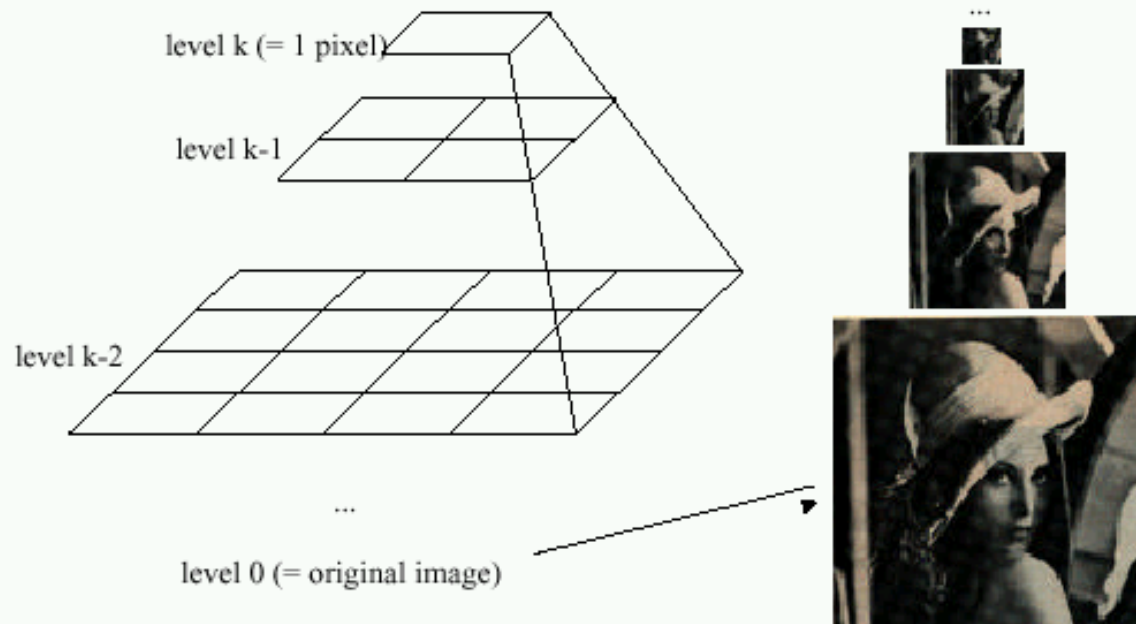 ...
level k (= 1 pixel)
level k-1
level k-2
...
level 0 (= original image)